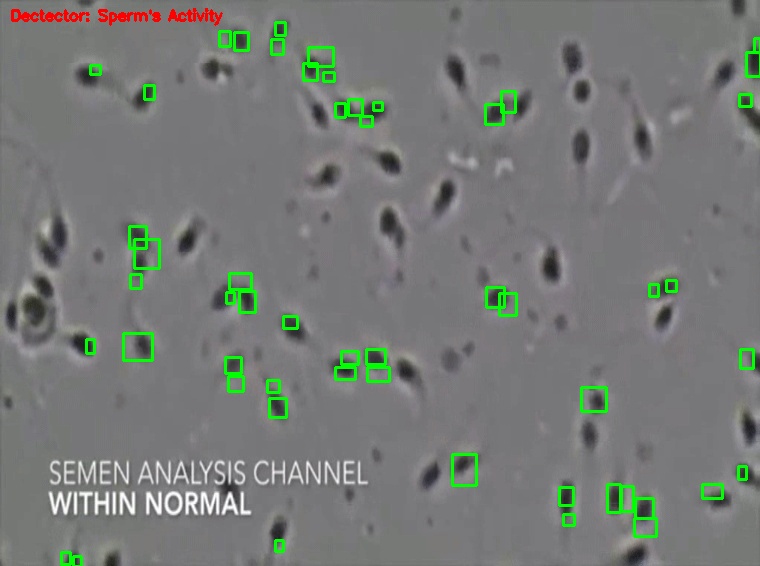 Dectector: Sperm's Activity
SEMEN ANALYSIS CHANNEL
WITHIN NORMAL